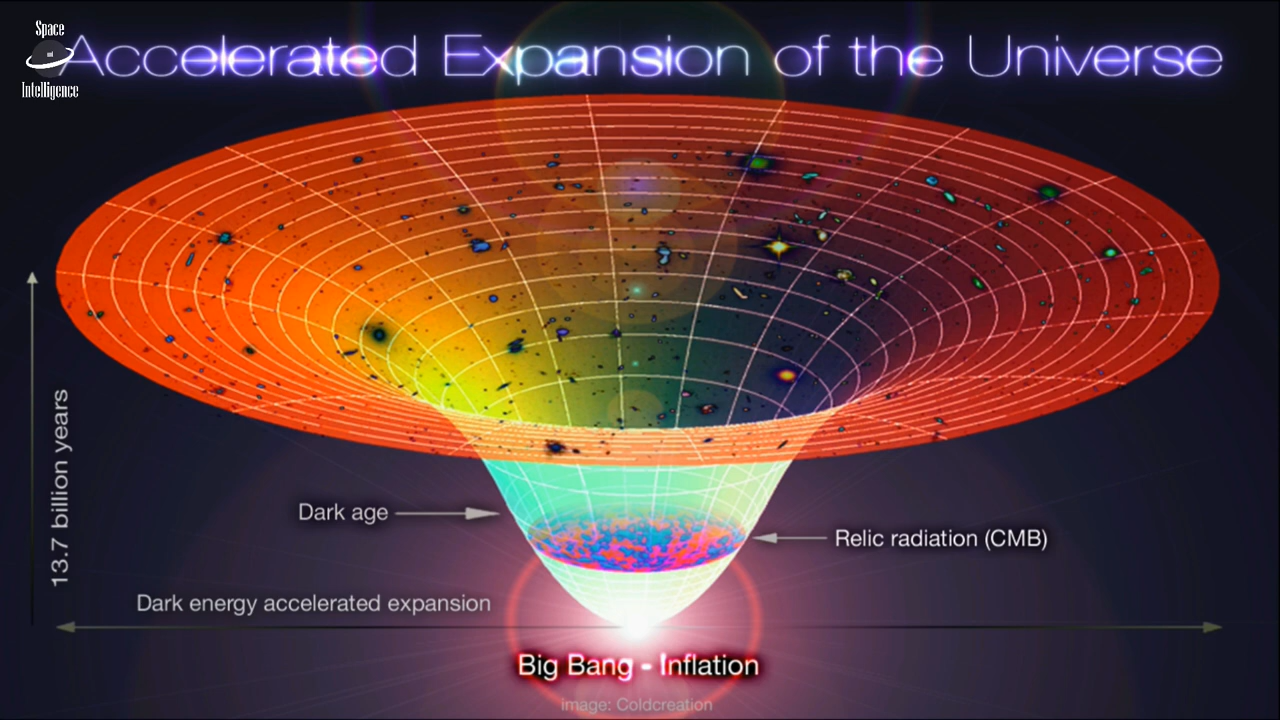 Space
and
Intelligence
Accelerated Expansion of the Universe
13.7 billion years
Dark age
Relic radiation (CMB)
Dark energy accelerated expansion
Big Bang - Inflation
image: Coldcreation